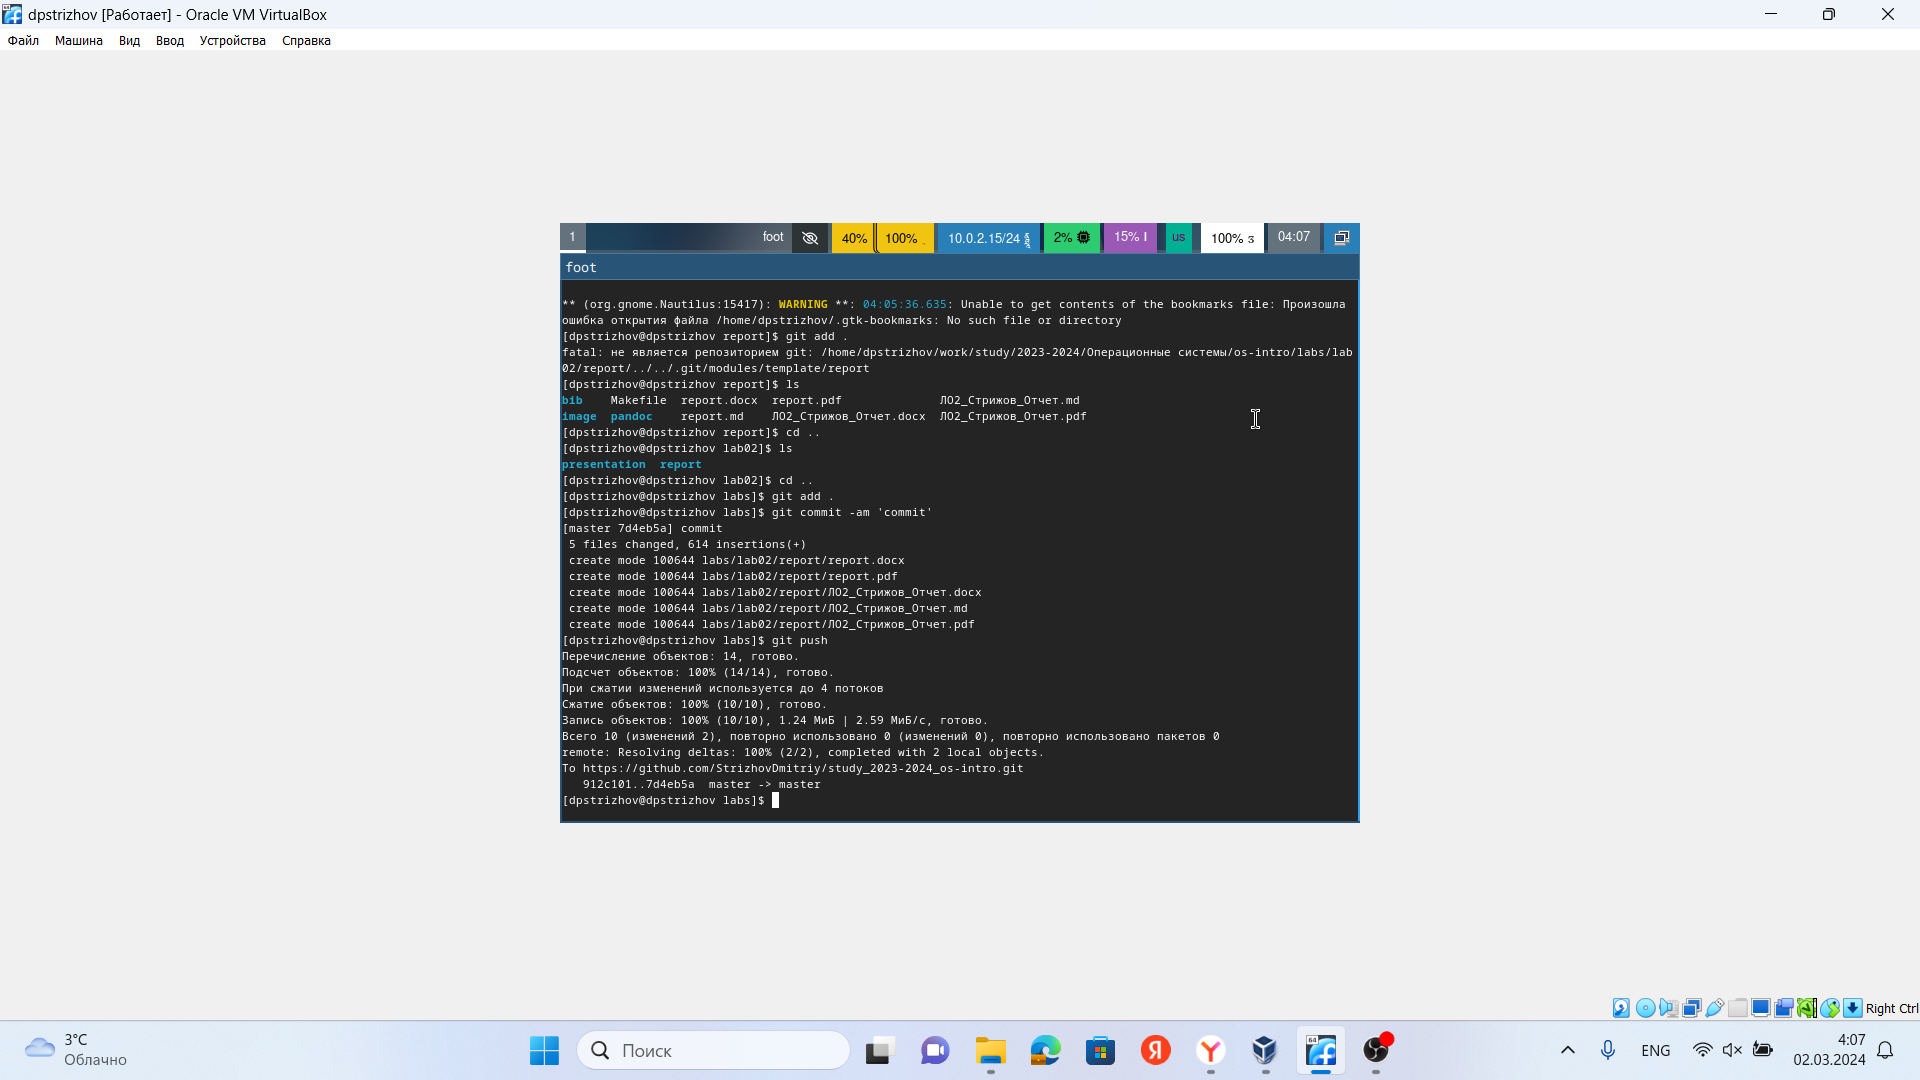 dpstrizhov [Работает] - Oracle VM VirtualBox
Файл Машина Вид Ввод Устройства Справка
1 foot 40% 100% 10.0.2.15/24 2% 15% us 100% 04:07
foot
** (org.gnome.Nautilus:15417): WARNING **: 04:05:36.635: Unable to get contents of the bookmarks file: Произошла
ошибка открытия файла /home/dpstrizhov/.gtk-bookmarks: No such file or directory
[dpstrizhov@dpstrizhov report]$ git add .
fatal: не является репозиторием git: /home/dpstrizhov/work/study/2023-2024/Операционные системы/os-intro/labs/lab
02/report/../../.git/modules/template/report
[dpstrizhov@dpstrizhov report]$ ls
bib Makefile report.docx report.pdf ЛО2_Стрижов_Отчет.md
image pandoc report.md ЛО2_Стрижов_Отчет.docx ЛО2_Стрижов_Отчет.pdf
[dpstrizhov@dpstrizhov report]$ cd ..
[dpstrizhov@dpstrizhov lab02]$ ls
presentation report
[dpstrizhov@dpstrizhov lab02]$ cd ..
[dpstrizhov@dpstrizhov labs]$ git add .
[dpstrizhov@dpstrizhov labs]$ git commit -am 'commit'
[master 7d4eb5a] commit
5 files changed, 614 insertions(+)
create mode 100644 labs/lab02/report/report.docx
create mode 100644 labs/lab02/report/report.pdf
create mode 100644 labs/lab02/report/ЛО2_Стрижов_Отчет.docx
create mode 100644 labs/lab02/report/ЛО2_Стрижов_Отчет.md
create mode 100644 labs/lab02/report/ЛО2_Стрижов_Отчет.pdf
[dpstrizhov@dpstrizhov labs]$ git push
Перечисление объектов: 14, готово.
Подсчет объектов: 100% (14/14), готово.
При сжатии изменений используется до 4 потоков
Сжатие объектов: 100% (10/10), готово.
Запись объектов: 100% (10/10), 1.24 МиБ | 2.59 МиБ/с, готово.
Всего 10 (изменений 2), повторно использовано 0 (изменений 0), повторно использовано пакетов 0
remote: Resolving deltas: 100% (2/2), completed with 2 local objects.
To https://github.com/StrizhovDmitriy/study_2023-2024_os-intro.git
912c101..7d4eb5a master -> master
[dpstrizhov@dpstrizhov labs]$
Right Ctrl
3°C
Облачно
Поиск
64
ENG
4:07
02.03.2024